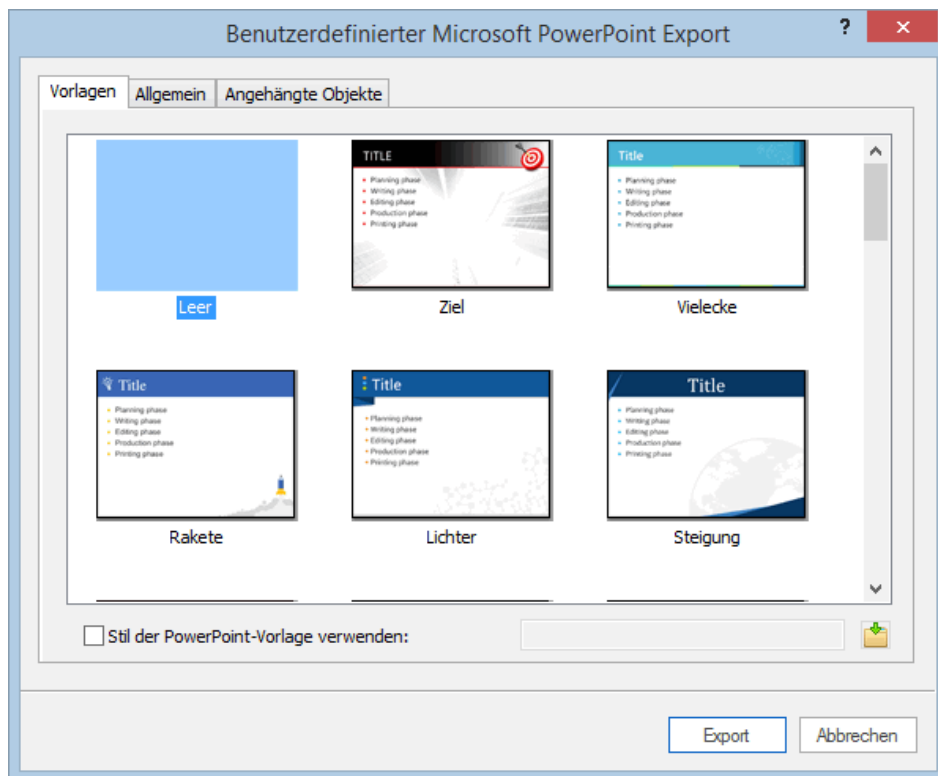 Benutzerdefinierter Microsoft PowerPoint Export
?
Vorlagen
Allgemein
Angehängte Objekte
TITLE
• Planning phase
• Writing phase
• Editing phase
• Production phase
• Printing phase
Title
• Planning phase
• Writing phase
• Editing phase
• Production phase
• Printing phase
Leer
Ziel
Vielecke
Title
• Planning phase
• Writing phase
• Editing phase
• Production phase
• Printing phase
Title
• Planning phase
• Writing phase
• Editing phase
• Production phase
• Printing phase
Title
• Planning phase
• Writing phase
• Editing phase
• Production phase
• Printing phase
Rakete
Lichter
Steigung
Stil der PowerPoint-Vorlage verwenden:
Export
Abbrechen